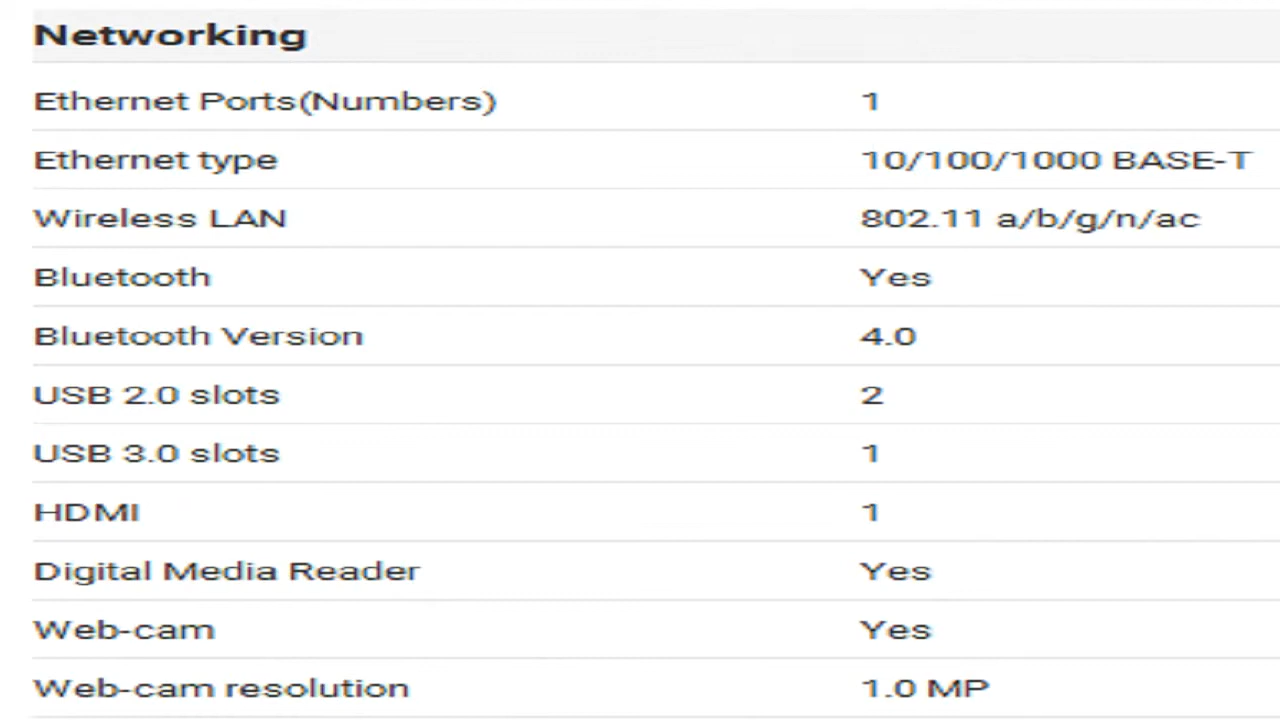 Networking
Ethernet Ports(Numbers) 1
Ethernet type 10/100/1000 BASE-T
Wireless LAN 802.11 a/b/g/n/ac
Bluetooth Yes
Bluetooth Version 4.0
USB 2.0 slots 2
USB 3.0 slots 1
HDMI 1
Digital Media Reader Yes
Web-cam Yes
Web-cam resolution 1.0 MP